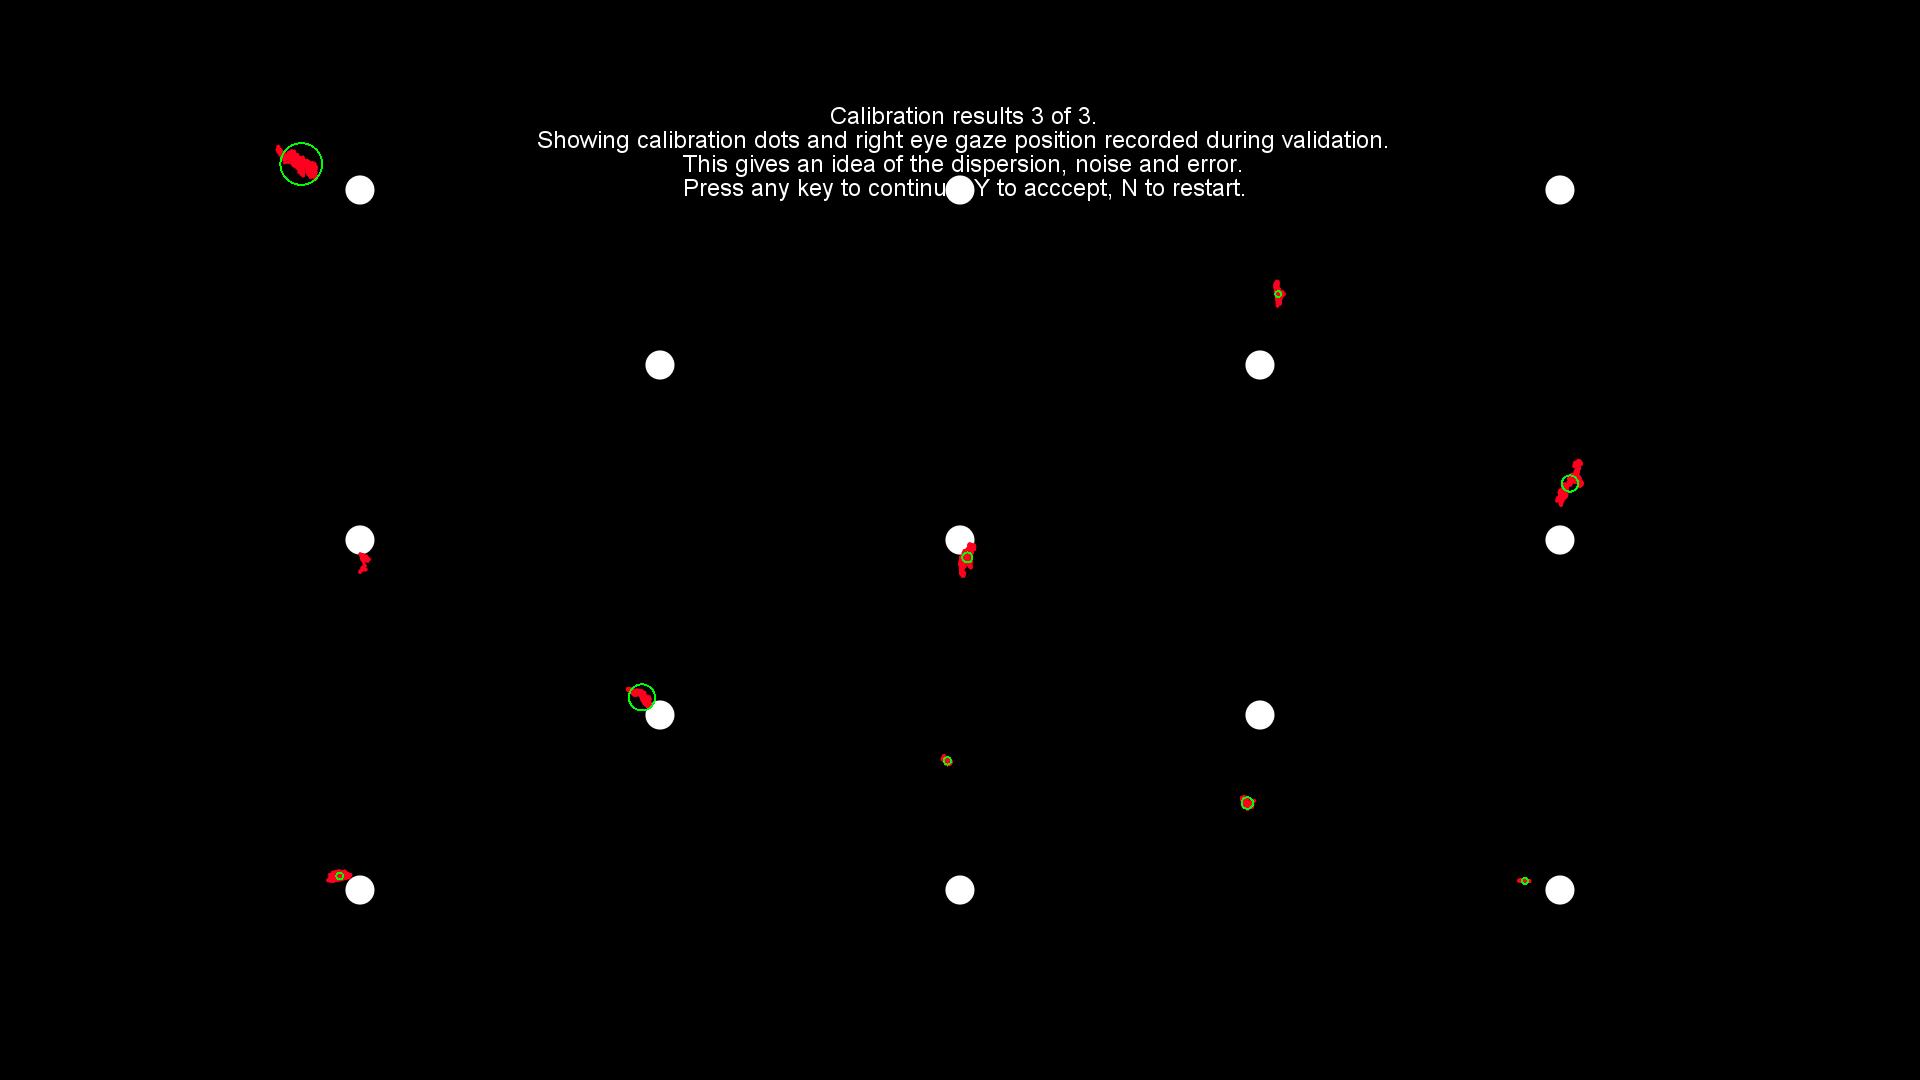 Calibration results 3 of 3.
Showing calibration dots and right eye gaze position recorded during validation.
This gives an idea of the dispersion, noise and error.
Press any key to continu Y to acccept, N to restart.